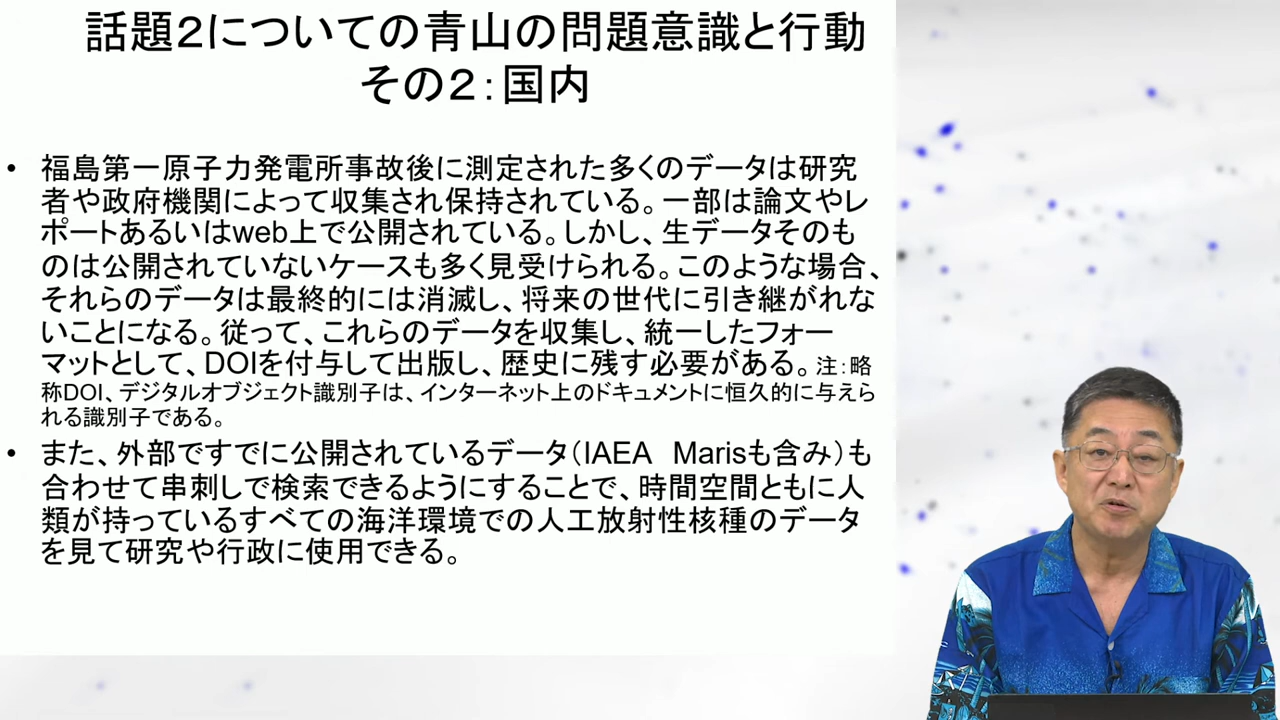 話題２についての青山の問題意識と行動
その２：国内
• 福島第一原子力発電所事故後に測定された多くのデータは研究
者や政府機関によって収集され保持されている。一部は論文やレ
ポートあるいはweb上で公開されている。しかし、生データそのも
のは公開されていないケースも多く見受けられる。このような場合、
それらのデータは最終的には消滅し、将来の世代に引き継がれな
いことになる。従って、これらのデータを収集し、統一したフォー
マットとして、DOIを付与して出版し、歴史に残す必要がある。注：略
称DOI、デジタルオブジェクト識別子は、インターネット上のドキュメントに恒久的に与えら
れる識別子である。
• また、外部ですでに公開されているデータ（IAEA　Marisも含み）も
合わせて串刺しで検索できるようにすることで、時間空間ともに人
類が持っているすべての海洋環境での人工放射性核種のデータ
を見て研究や行政に使用できる。